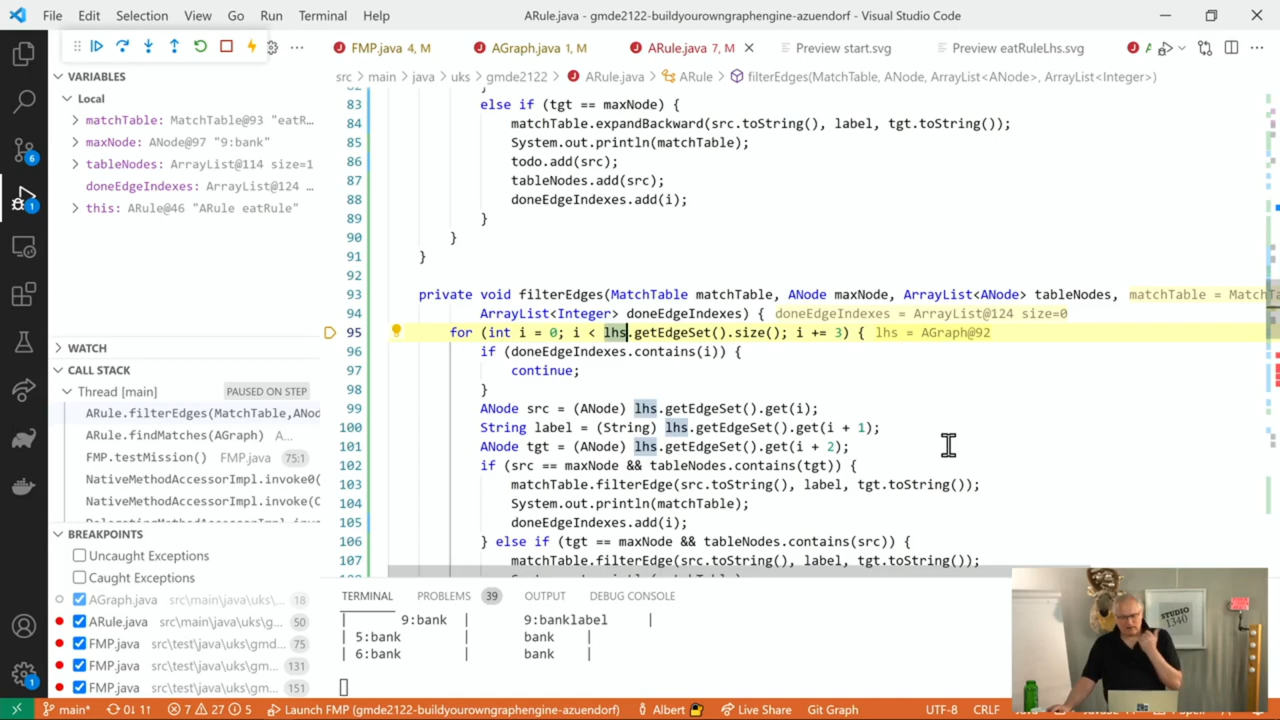 File Edit Selection View Go Run Terminal Help ARule.java - gmde2122-buildyourowngraphengine-azuendorf - Visual Studio Code
FMP.java 4, M AGraph.java 1, M ARule.java 7, M Preview start.svg Preview eatRuleLhs.svg
VARIABLES
Local
matchTable: MatchTable@93 "eatR…
maxNode: ANode@97 "9:bank"
tableNodes: ArrayList@114 size=1
doneEdgeIndexes: ArrayList@124 …
this: ARule@46 "ARule eatRule"
WATCH
CALL STACK
Thread [main] PAUSED ON STEP
ARule.filterEdges(MatchTable,ANod
ARule.findMatches(AGraph) A…
FMP.testMission() FMP.java 75:1
NativeMethodAccessorImpl.invoke0(
NativeMethodAccessorImpl.invoke(O
BREAKPOINTS
Uncaught Exceptions
Caught Exceptions
AGraph.java src\main\java\uks\… 18
ARule.java src\main\java\uks\g… 50
FMP.java src\test\java\uks\gmd… 75
FMP.java src\test\java\uks\gm… 131
FMP.java src\test\java\uks\gm… 151
src > main > java > uks > gmde2122 > ARule.java > ARule > filterEdges(MatchTable, ANode, ArrayList<ANode>, ArrayList<Integer>)
82 }
83 else if (tgt == maxNode) {
84 matchTable.expandBackward(src.toString(), label, tgt.toString());
85 System.out.println(matchTable);
86 todo.add(src);
87 tableNodes.add(src);
88 doneEdgeIndexes.add(i);
89 }
90 }
91 }
92
93 private void filterEdges(MatchTable matchTable, ANode maxNode, ArrayList<ANode> tableNodes, matchTable = MatchTa
94 ArrayList<Integer> doneEdgeIndexes) { doneEdgeIndexes = ArrayList@124 size=0
95 for (int i = 0; i < lhs.getEdgeSet().size(); i += 3) { lhs = AGraph@92
96 if (doneEdgeIndexes.contains(i)) {
97 continue;
98 }
99 ANode src = (ANode) lhs.getEdgeSet().get(i);
100 String label = (String) lhs.getEdgeSet().get(i + 1);
101 ANode tgt = (ANode) lhs.getEdgeSet().get(i + 2);
102 if (src == maxNode && tableNodes.contains(tgt)) {
103 matchTable.filterEdge(src.toString(), label, tgt.toString());
104 System.out.println(matchTable);
105 doneEdgeIndexes.add(i);
106 } else if (tgt == maxNode && tableNodes.contains(src)) {
107 matchTable.filterEdge(src.toString(), label, tgt.toString());
TERMINAL PROBLEMS 39 OUTPUT DEBUG CONSOLE
| 9:bank | 9:banklabel |
| 5:bank | bank |
| 6:bank | bank |
STUDIO
1340
6
1
1
main* 0↓ 1↑ 7 27 5 Launch FMP (gmde2122-buildyourowngraphengine-azuendorf) Albert Live Share Git Graph UTF-8 CRLF